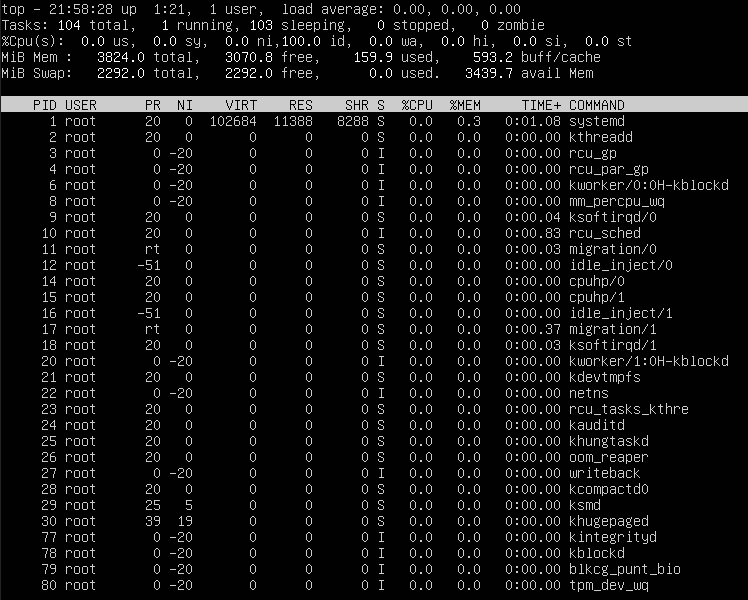 top - 21:58:28 up  1:21,  1 user,  load average: 0.00, 0.00, 0.00
Tasks: 104 total,   1 running, 103 sleeping,   0 stopped,   0 zombie
%Cpu(s):  0.0 us,  0.0 sy,  0.0 ni,100.0 id,  0.0 wa,  0.0 hi,  0.0 si,  0.0 st
MiB Mem :   3824.0 total,   3070.8 free,    159.9 used,    593.2 buff/cache
MiB Swap:   2292.0 total,   2292.0 free,      0.0 used.   3439.7 avail Mem
PID USER      PR  NI    VIRT    RES    SHR S  %CPU  %MEM     TIME+ COMMAND
1 root      20   0  102684  11388   8288 S   0.0   0.3   0:01.08 systemd
2 root      20   0       0      0      0 S   0.0   0.0   0:00.00 kthreadd
3 root       0 -20       0      0      0 I   0.0   0.0   0:00.00 rcu_gp
4 root       0 -20       0      0      0 I   0.0   0.0   0:00.00 rcu_par_gp
6 root       0 -20       0      0      0 I   0.0   0.0   0:00.00 kworker/0:0H-kblockd
8 root       0 -20       0      0      0 I   0.0   0.0   0:00.00 mm_percpu_wq
9 root      20   0       0      0      0 S   0.0   0.0   0:00.04 ksoftirqd/0
10 root      20   0       0      0      0 I   0.0   0.0   0:00.83 rcu_sched
11 root      rt   0       0      0      0 S   0.0   0.0   0:00.03 migration/0
12 root     -51   0       0      0      0 S   0.0   0.0   0:00.00 idle_inject/0
14 root      20   0       0      0      0 S   0.0   0.0   0:00.00 cpuhp/0
15 root      20   0       0      0      0 S   0.0   0.0   0:00.00 cpuhp/1
16 root     -51   0       0      0      0 S   0.0   0.0   0:00.00 idle_inject/1
17 root      rt   0       0      0      0 S   0.0   0.0   0:00.37 migration/1
18 root      20   0       0      0      0 S   0.0   0.0   0:00.03 ksoftirqd/1
20 root       0 -20       0      0      0 I   0.0   0.0   0:00.00 kworker/1:0H-kblockd
21 root      20   0       0      0      0 S   0.0   0.0   0:00.00 kdevtmpfs
22 root       0 -20       0      0      0 I   0.0   0.0   0:00.00 netns
23 root      20   0       0      0      0 S   0.0   0.0   0:00.00 rcu_tasks_kthre
24 root      20   0       0      0      0 S   0.0   0.0   0:00.00 kauditd
25 root      20   0       0      0      0 S   0.0   0.0   0:00.00 khungtaskd
26 root      20   0       0      0      0 S   0.0   0.0   0:00.00 oom_reaper
27 root       0 -20       0      0      0 I   0.0   0.0   0:00.00 writeback
28 root      20   0       0      0      0 S   0.0   0.0   0:00.00 kcompactd0
29 root      25   5       0      0      0 S   0.0   0.0   0:00.00 ksmd
30 root      39  19       0      0      0 S   0.0   0.0   0:00.00 khugepaged
77 root       0 -20       0      0      0 I   0.0   0.0   0:00.00 kintegrityd
78 root       0 -20       0      0      0 I   0.0   0.0   0:00.00 kblockd
79 root       0 -20       0      0      0 I   0.0   0.0   0:00.00 blkcg_punt_bio
80 root       0 -20       0      0      0 I   0.0   0.0   0:00.00 tpm_dev_wq